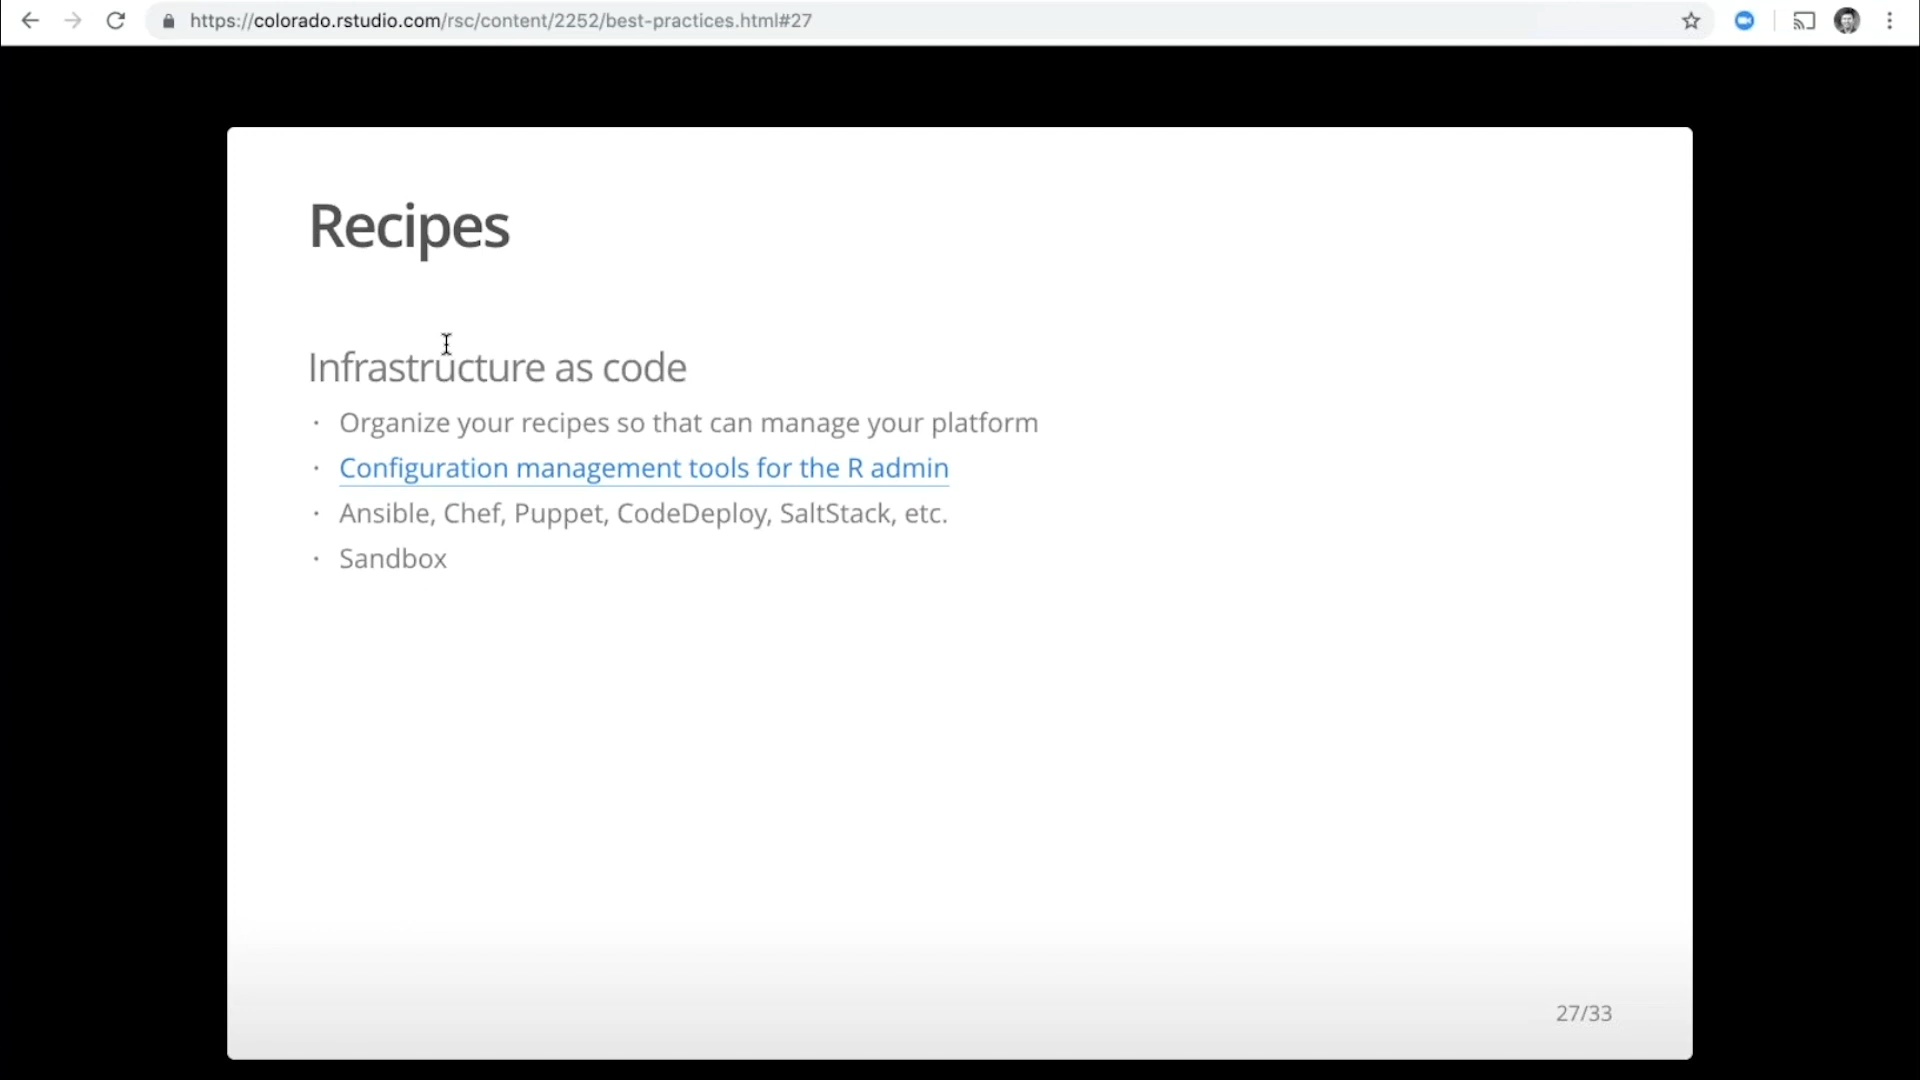 https://colorado.rstudio.com/rsc/content/2252/best-practices.html#27
Recipes
Infrastructure as code
· Organize your recipes so that can manage your platform
· Configuration management tools for the R admin
· Ansible, Chef, Puppet, CodeDeploy, SaltStack, etc.
· Sandbox
27/33